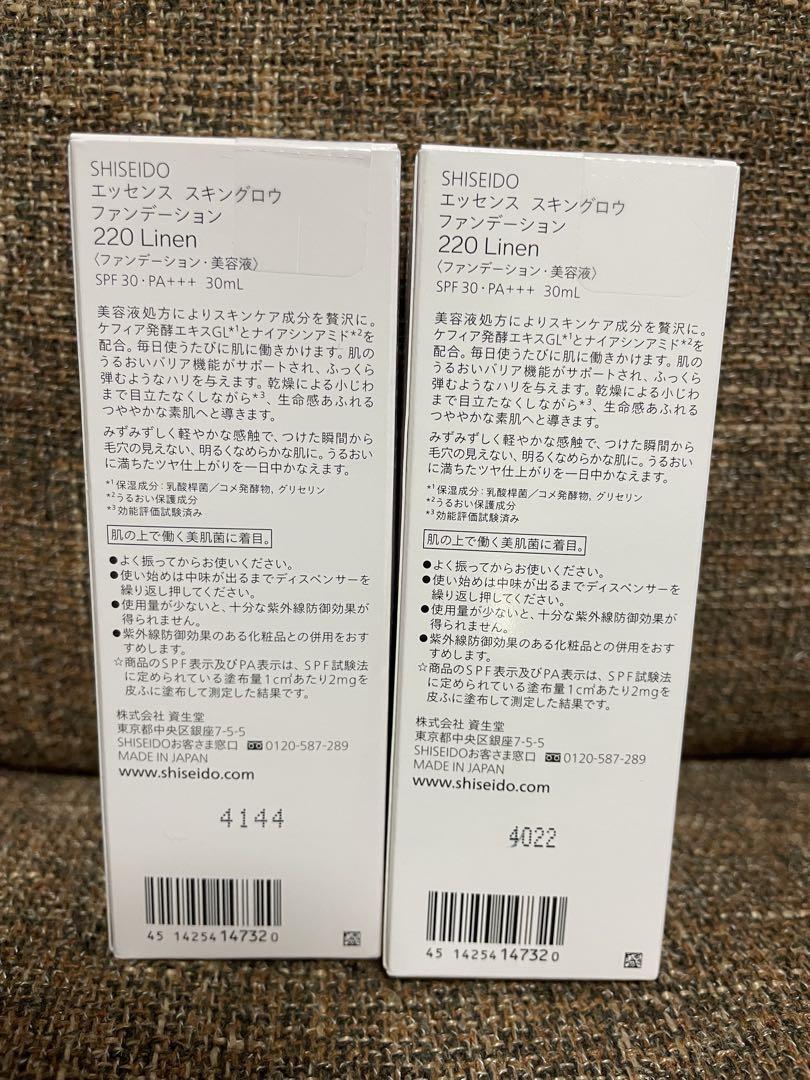 SHISEIDO
エッセンス スキングロウ
ファンデーション
220 Linen
〈ファンデーション・美容液〉
SPF 30・PA+++ 30mL
美容液処方によりスキンケア成分を贅沢に。
ケフィア発酵エキスGL*1とナイアシンアミド*2を
配合。毎日使うたびに肌に働きかけます。肌の
うるおいバリア機能がサポートされ、ふっくら
弾むようなハリを与えます。乾燥による小じわ
まで目立たなくしながら*3、生命感あふれる
つややかな素肌へと導きます。
みずみずしく軽やかな感触で、つけた瞬間から
毛穴の見えない、明るくなめらかな肌に。うるおい
に満ちたツヤ仕上がりを一日中かなえます。
*1保湿成分:乳酸桿菌/コメ発酵物, グリセリン
*2うるおい保護成分
*3効能評価試験済み
肌の上で働く美肌菌に着目。
●よく振ってからお使いください。
●使い始めは中味が出るまでディスペンサーを
繰り返し押してください。
●使用量が少ないと、十分な紫外線防御効果が
得られません。
●紫外線防御効果のある化粧品との併用をおす
すめします。
☆商品のSPF表示及びPA表示は、SPF試験法
に定められている塗布量1c㎡あたり2mgを
皮ふに塗布して測定した結果です。
株式会社 資生堂
東京都中央区銀座7-5-5
SHISEIDOお客さま窓口 0120-587-289
MADE IN JAPAN
www.shiseido.com
4144
45 14254 14732 0
SHISEIDO
エッセンス スキングロウ
ファンデーション
220 Linen
〈ファンデーション・美容液〉
SPF 30・PA+++ 30mL
美容液処方によりスキンケア成分を贅沢に。
ケフィア発酵エキスGL*1とナイアシンアミド*2を
配合。毎日使うたびに肌に働きかけます。肌の
うるおいバリア機能がサポートされ、ふっくら
弾むようなハリを与えます。乾燥による小じわ
まで目立たなくしながら*3、生命感あふれる
つややかな素肌へと導きます。
みずみずしく軽やかな感触で、つけた瞬間から
毛穴の見えない、明るくなめらかな肌に。うるおい
に満ちたツヤ仕上がりを一日中かなえます。
*1保湿成分:乳酸桿菌/コメ発酵物, グリセリン
*2うるおい保護成分
*3効能評価試験済み
肌の上で働く美肌菌に着目。
●よく振ってからお使いください。
●使い始めは中味が出るまでディスペンサーを
繰り返し押してください。
●使用量が少ないと、十分な紫外線防御効果が
得られません。
●紫外線防御効果のある化粧品との併用をおす
すめします。
☆商品のSPF表示及びPA表示は、SPF試験法
に定められている塗布量1c㎡あたり2mgを
皮ふに塗布して測定した結果です。
株式会社 資生堂
東京都中央区銀座7-5-5
SHISEIDOお客さま窓口 0120-587-289
MADE IN JAPAN
www.shiseido.com
4022
45 14254 14732 0